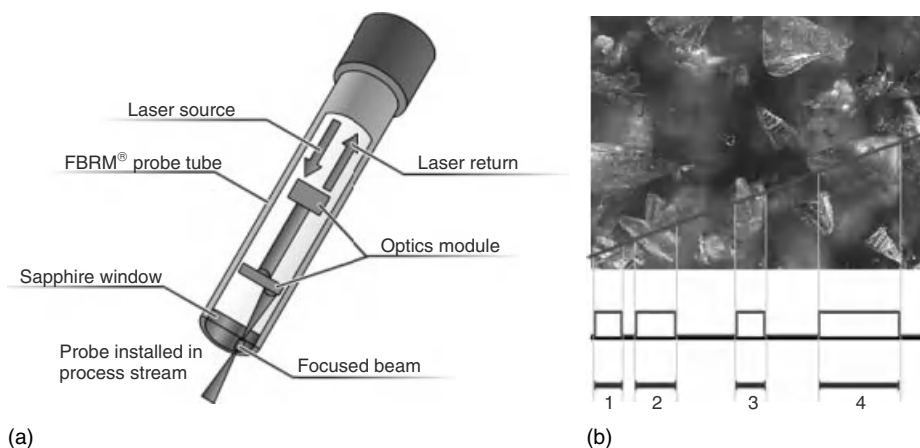 Laser source
FBRM® probe tube
Laser return
Optics module
Sapphire window
Probe installed in
process stream
Focused beam
(a)
1 2 3 4
(b)